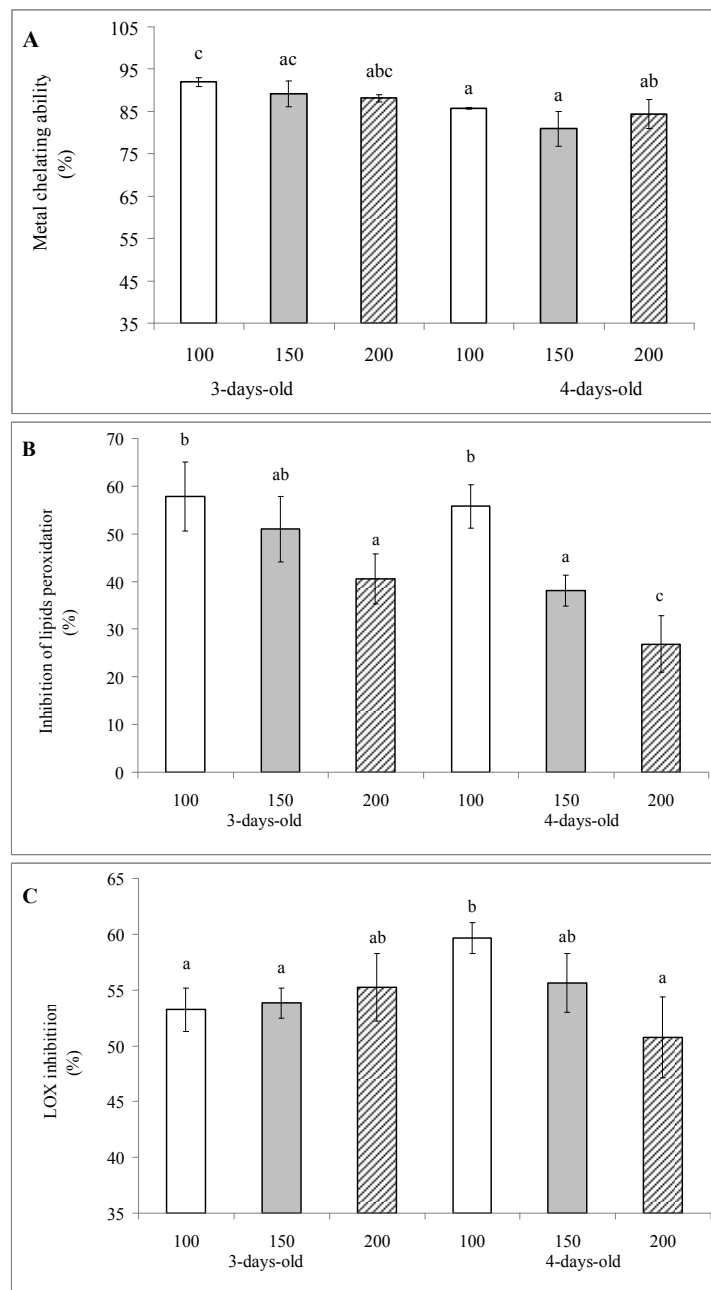 A
Metal chelating ability
(%)
105
95
85
75
65
55
45
35
c
ac
abc
a
a
ab
100 150 200 100 150 200
3-days-old 4-days-old
B
Inhibition of lipids peroxidatior
(%)
70
60
50
40
30
20
10
0
b
ab
a
b
a
c
100 150 200 100 150 200
3-days-old 4-days-old
C
LOX inhibitiion
(%)
65
60
55
50
45
40
35
a
a
ab
b
ab
a
100 150 200 100 150 200
3-days-old 4-days-old